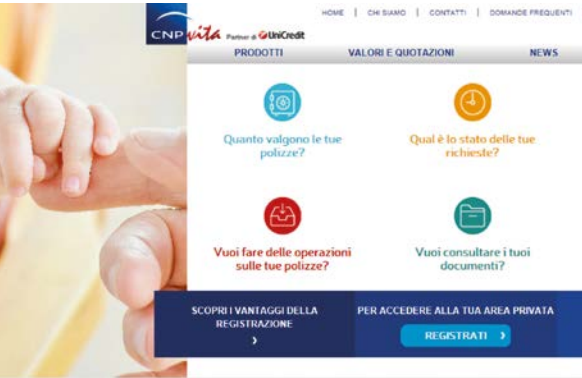 HOME | CHI SIAMO | CONTATTI | DOMANDE FREQUENTI
CNP vita Partner di UniCredit
PRODOTTI VALORI E QUOTAZIONI NEWS
Quanto valgono le tue
polizze?
Qual è lo stato delle tue
richieste?
Vuoi fare delle operazioni
sulle tue polizze?
Vuoi consultare i tuoi
documenti?
SCOPRI I VANTAGGI DELLA
REGISTRAZIONE
PER ACCEDERE ALLA TUA AREA PRIVATA
REGISTRATI